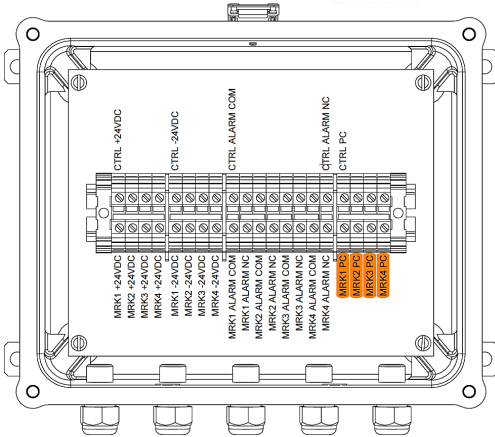 CTRL +24VDC
CTRL -24VDC
CTRL ALARM COM
CTRL ALARM NC
CTRL PC
MRK1 +24VDC
MRK2 +24VDC
MRK3 +24VDC
MRK4 +24VDC
MRK1 -24VDC
MRK2 -24VDC
MRK3 -24VDC
MRK4 -24VDC
MRK1 ALARM COM
MRK1 ALARM NC
MRK2 ALARM COM
MRK2 ALARM NC
MRK3 ALARM COM
MRK3 ALARM NC
MRK4 ALARM COM
MRK4 ALARM NC
MRK1 PC
MRK2 PC
MRK3 PC
MRK4 PC